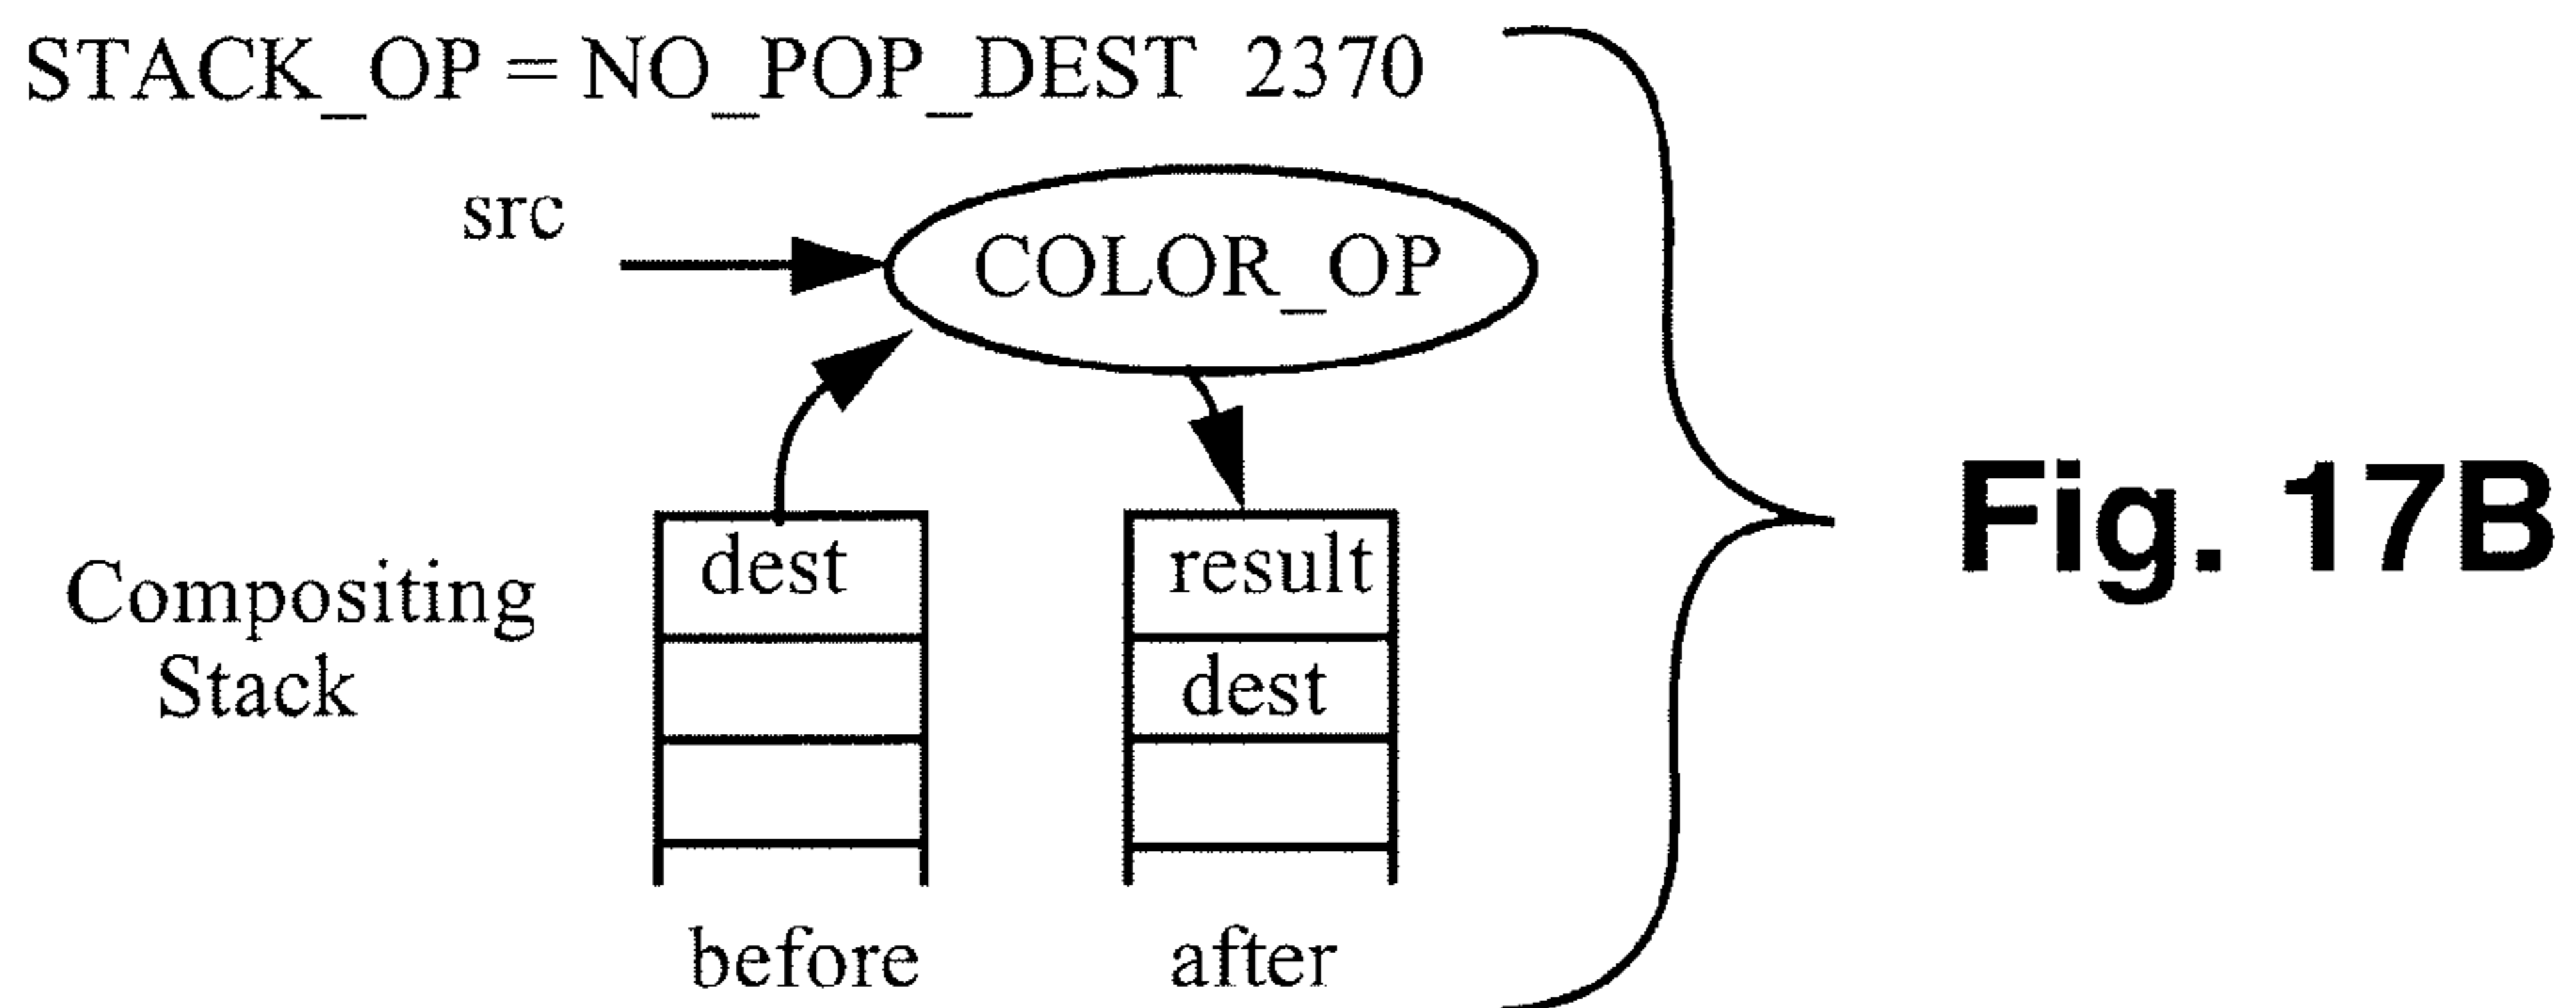 STACK_OP = NO_POP_DEST 2370
src
COLOR_OP
dest
result
Compositing
Stack
dest
before
after
Fig. 17B